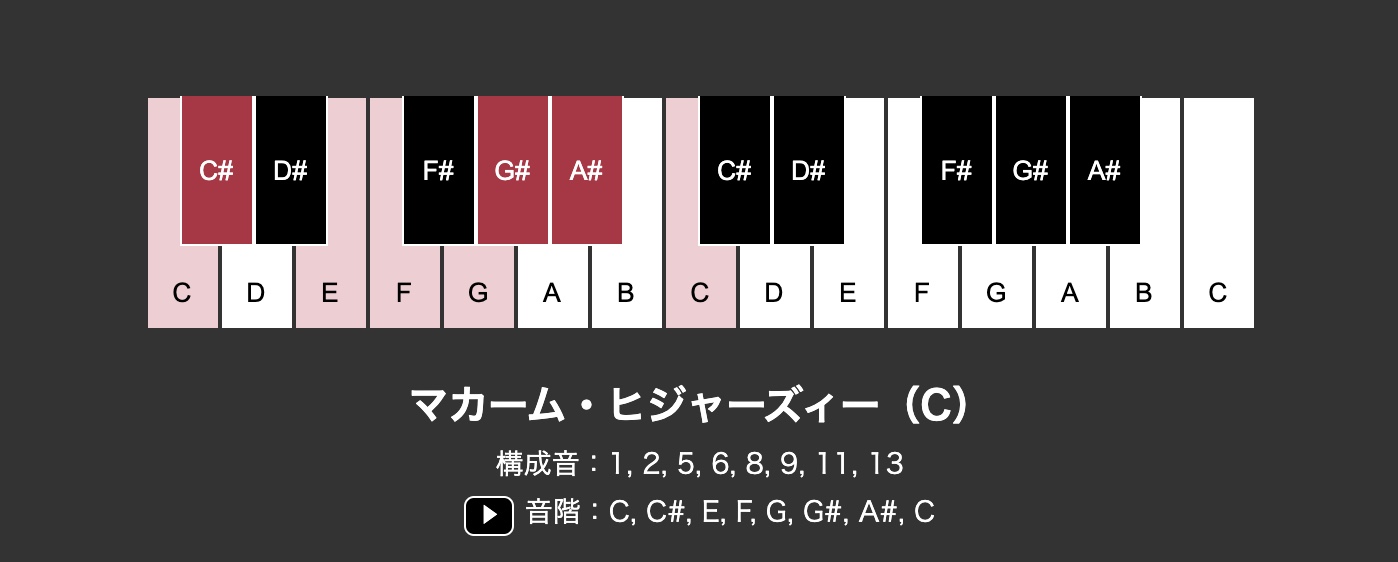 C# D# F# G# A# C# D# F# G# A#
C D E F G A B C D E F G A B C
マカーム・ヒジャーズィー（C）
構成音：1, 2, 5, 6, 8, 9, 11, 13
音階：C, C#, E, F, G, G#, A#, C